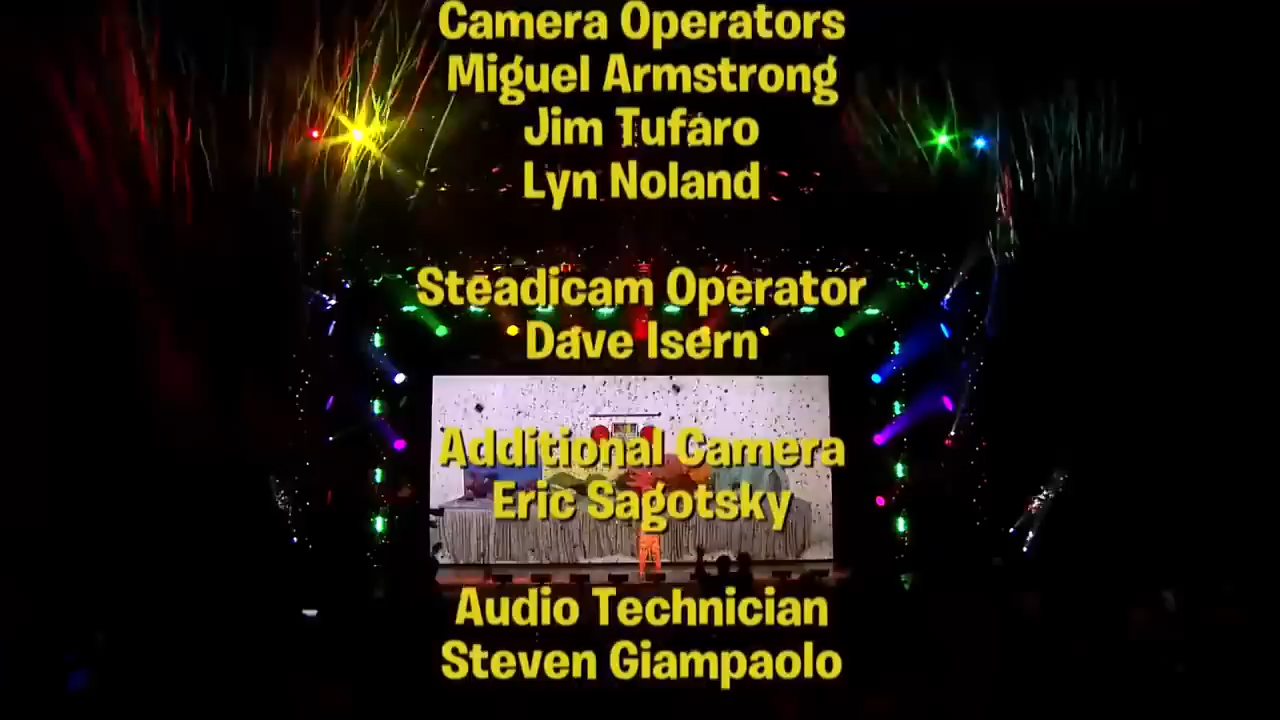 Camera Operators
Miguel Armstrong
Jim Tufaro
Lyn Noland
Steadicam Operator
Dave Isern
Additional Camera
Eric Sagotsky
Audio Technician
Steven Giampaolo